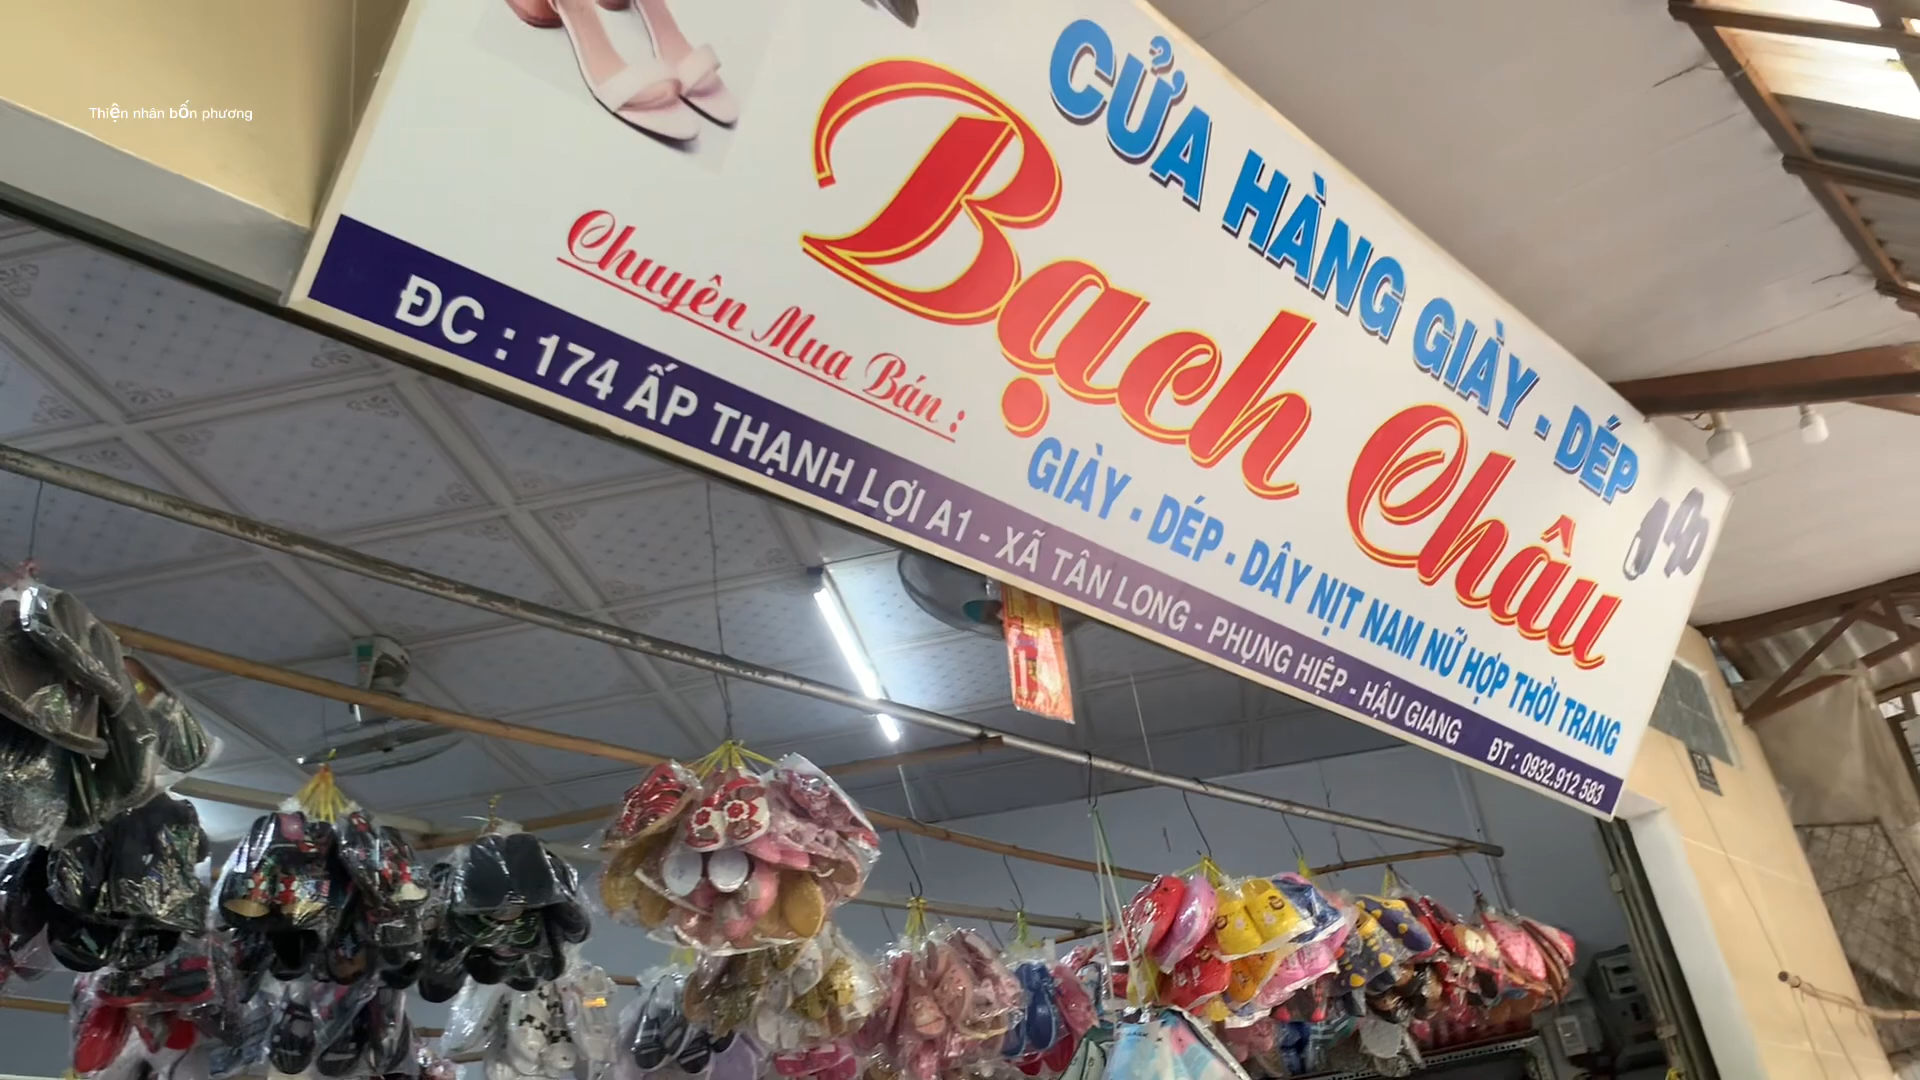 Thiện nhân bốn phương
CỬA HÀNG GIÀY - DÉP
Bạch Châu
Chuyên Mua Bán :
GIÀY - DÉP - DÂY NỊT NAM NỮ HỢP THỜI TRANG
ĐC : 174 ẤP THẠNH LỢI A1 - XÃ TÂN LONG - PHỤNG HIỆP - HẬU GIANG ĐT : 0932.912 583